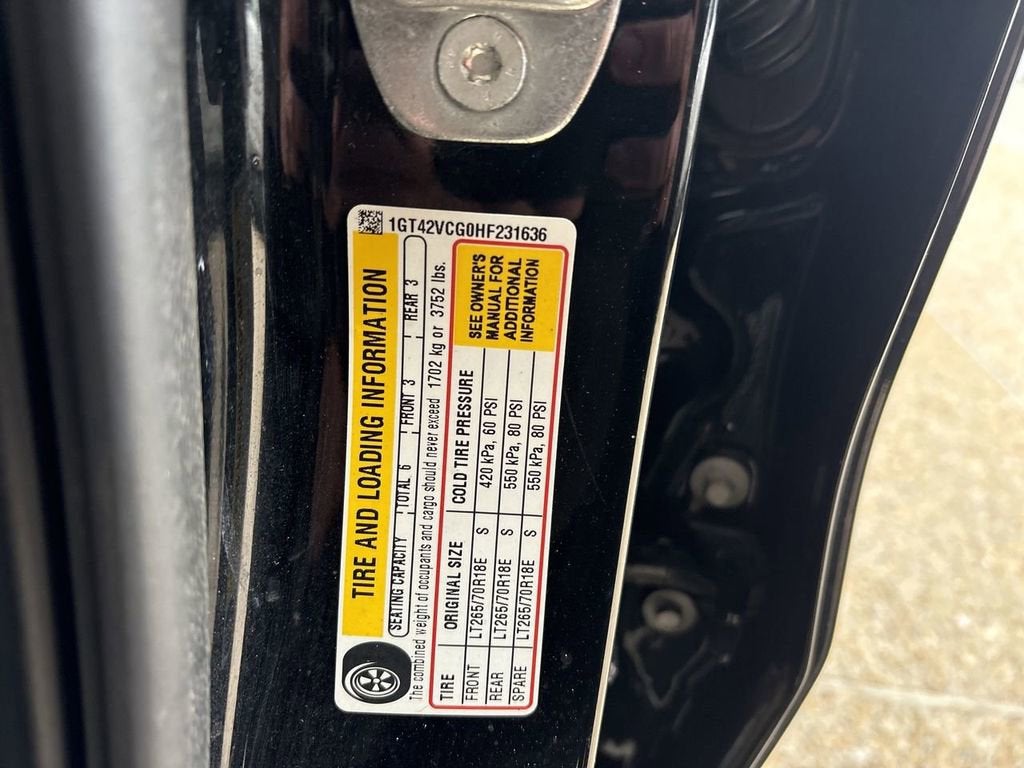 1GT42VCG0HF231636
TIRE AND LOADING INFORMATION
SEATING CAPACITY TOTAL 6 FRONT 3 REAR 3
The combined weight of occupants and cargo should never exceed 1702 kg or 3752 lbs.
TIRE ORIGINAL SIZE COLD TIRE PRESSURE
FRONT LT265/70R18E S 420 kPa, 60 PSI
REAR LT265/70R18E S 550 kPa, 80 PSI
SPARE LT265/70R18E S 550 kPa, 80 PSI
SEE OWNER'S
MANUAL FOR
ADDITIONAL
INFORMATION